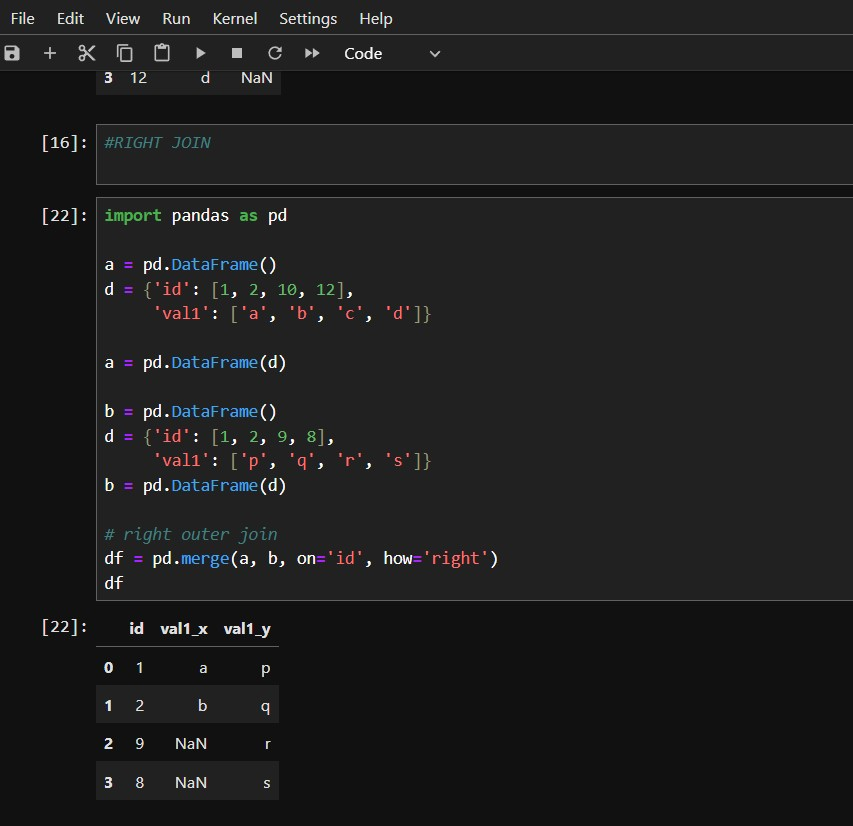 File Edit View Run Kernel Settings Help
Code
3 12 d NaN
[16]: #RIGHT JOIN
[22]: import pandas as pd
a = pd.DataFrame()
d = {'id': [1, 2, 10, 12],
'val1': ['a', 'b', 'c', 'd']}
a = pd.DataFrame(d)
b = pd.DataFrame()
d = {'id': [1, 2, 9, 8],
'val1': ['p', 'q', 'r', 's']}
b = pd.DataFrame(d)
# right outer join
df = pd.merge(a, b, on='id', how='right')
df
[22]: id val1_x val1_y
0 1 a p
1 2 b q
2 9 NaN r
3 8 NaN s